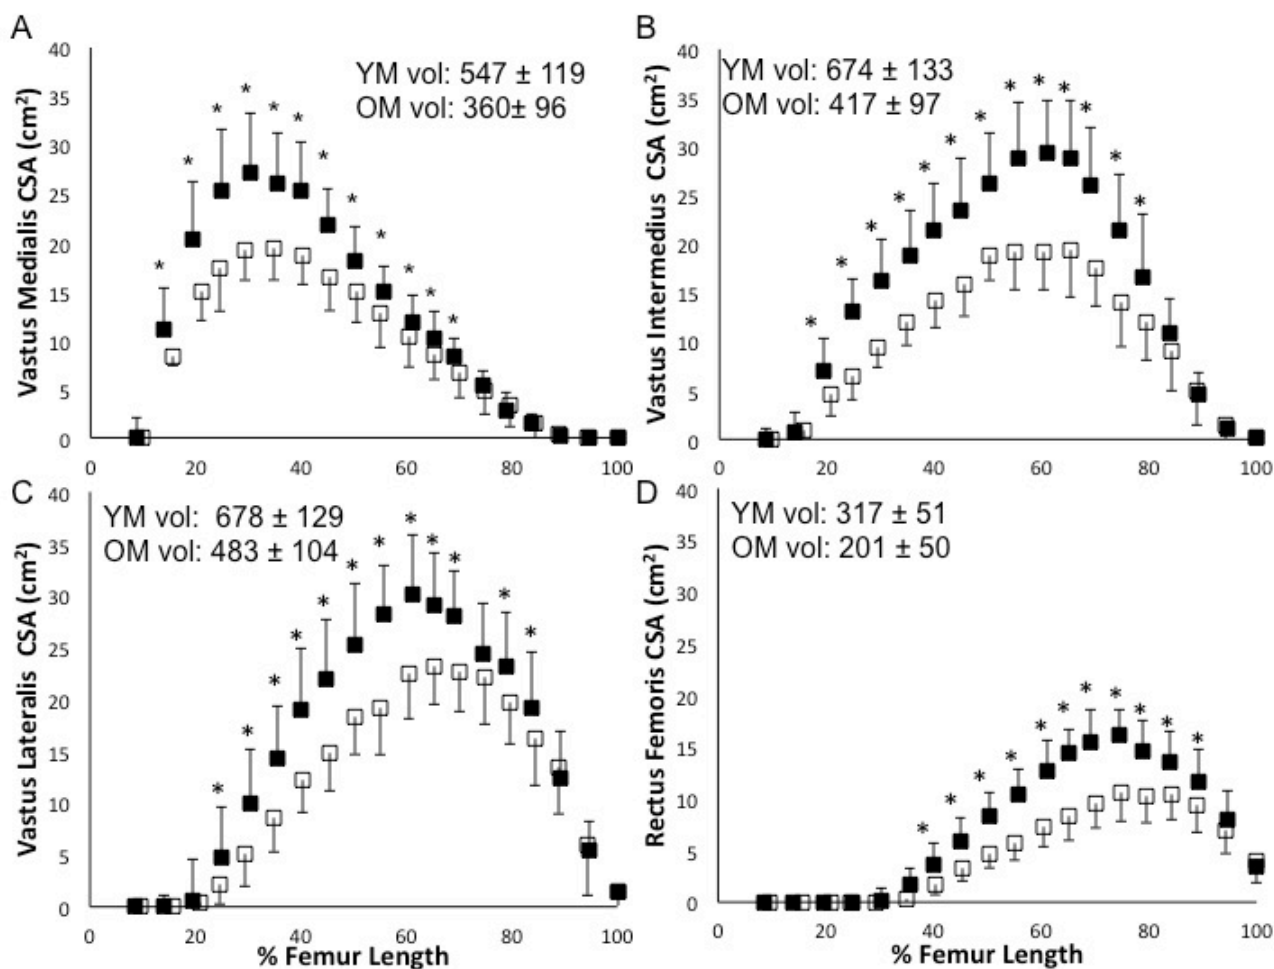 A
Vastus Medialis CSA (cm²)
40
35
30
25
20
15
10
5
0
YM vol: 547 ± 119
OM vol: 360± 96
* * * * * * * * * * * *
0 20 40 60 80 100
B
Vastus Intermedius CSA (cm²)
40
35
30
25
20
15
10
5
0
YM vol: 674 ± 133
OM vol: 417 ± 97
* * * * * * * * * * * * *
0 20 40 60 80 100
C
Vastus Lateralis CSA (cm²)
40
35
30
25
20
15
10
5
0
YM vol: 678 ± 129
OM vol: 483 ± 104
* * * * * * * * * * * *
0 20 40 60 80 100
% Femur Length
D
Rectus Femoris CSA (cm²)
40
35
30
25
20
15
10
5
0
YM vol: 317 ± 51
OM vol: 201 ± 50
* * * * * * * * * * *
0 20 40 60 80 100
% Femur Length